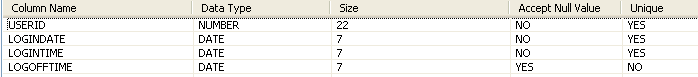 Column Name Data Type Size Accept Null Value Unique
USERID NUMBER 22 NO YES
LOGINDATE DATE 7 NO YES
LOGINTIME DATE 7 NO YES
LOGOFFTIME DATE 7 YES NO